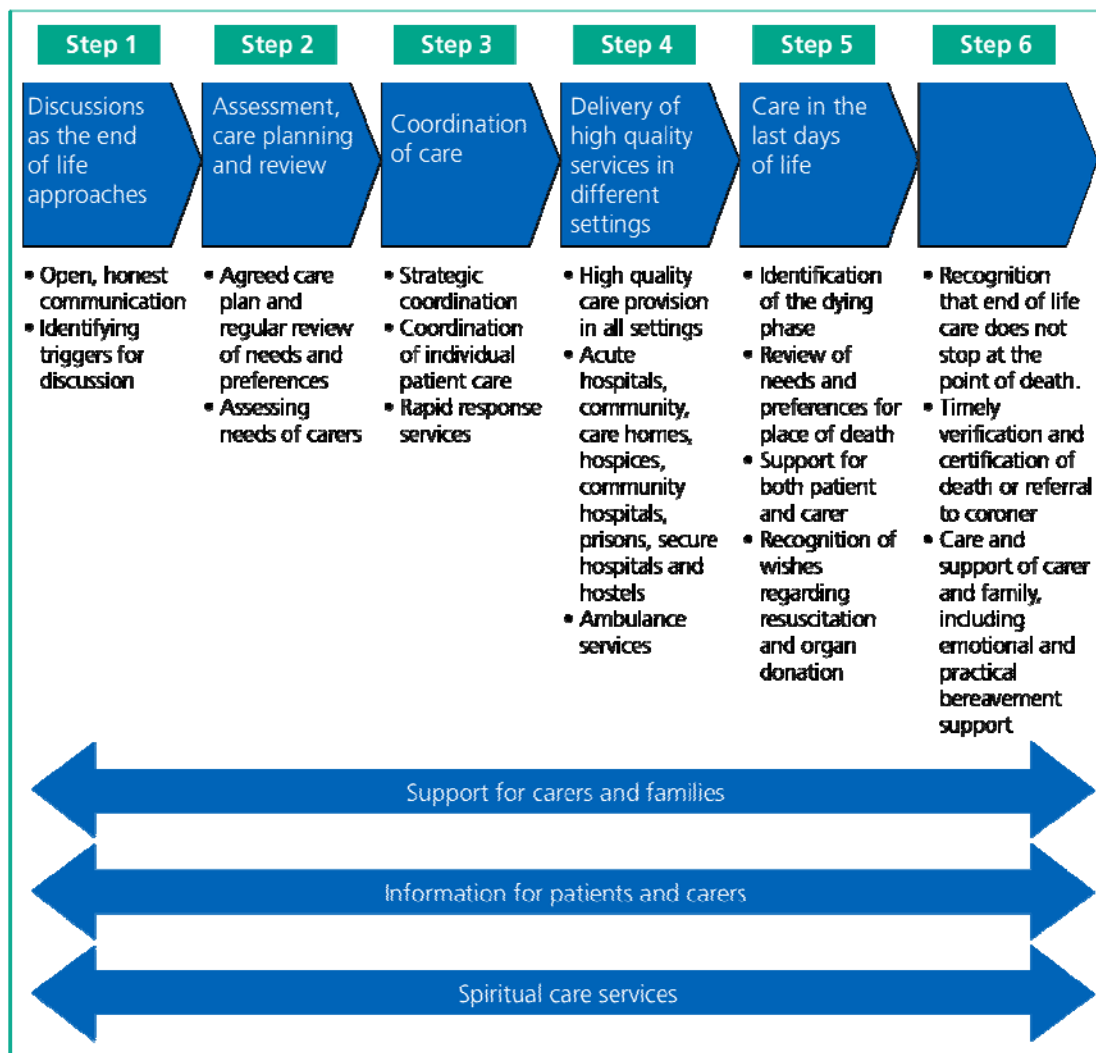 Step 1
Step 2
Step 3
Step 4
Step 5
Step 6
Discussions
as the end
of life
approaches
Assessment,
care planning
and review
Coordination
of care
Delivery of
high quality
services in
different
settings
Care in the
last days
of life
• Open, honest
communication
• Identifying
triggers for
discussion
• Agreed care
plan and
regular review
of needs and
preferences
• Assessing
needs of carers
• Strategic
coordination
• Coordination
of individual
patient care
• Rapid response
services
• High quality
care provision
in all settings
• Acute
hospitals,
community,
care homes,
hospices,
community
hospitals,
prisons, secure
hospitals and
hostels
• Ambulance
services
• Identification
of the dying
phase
• Review of
needs and
preferences for
place of death
• Support for
both patient
and carer
• Recognition of
wishes
regarding
resuscitation
and organ
donation
• Recognition
that end of life
care does not
stop at the
point of death.
• Timely
verification and
certification of
death or referral
to coroner
• Care and
support of carer
and family,
including
emotional and
practical
bereavement
support
Support for carers and families
Information for patients and carers
Spiritual care services